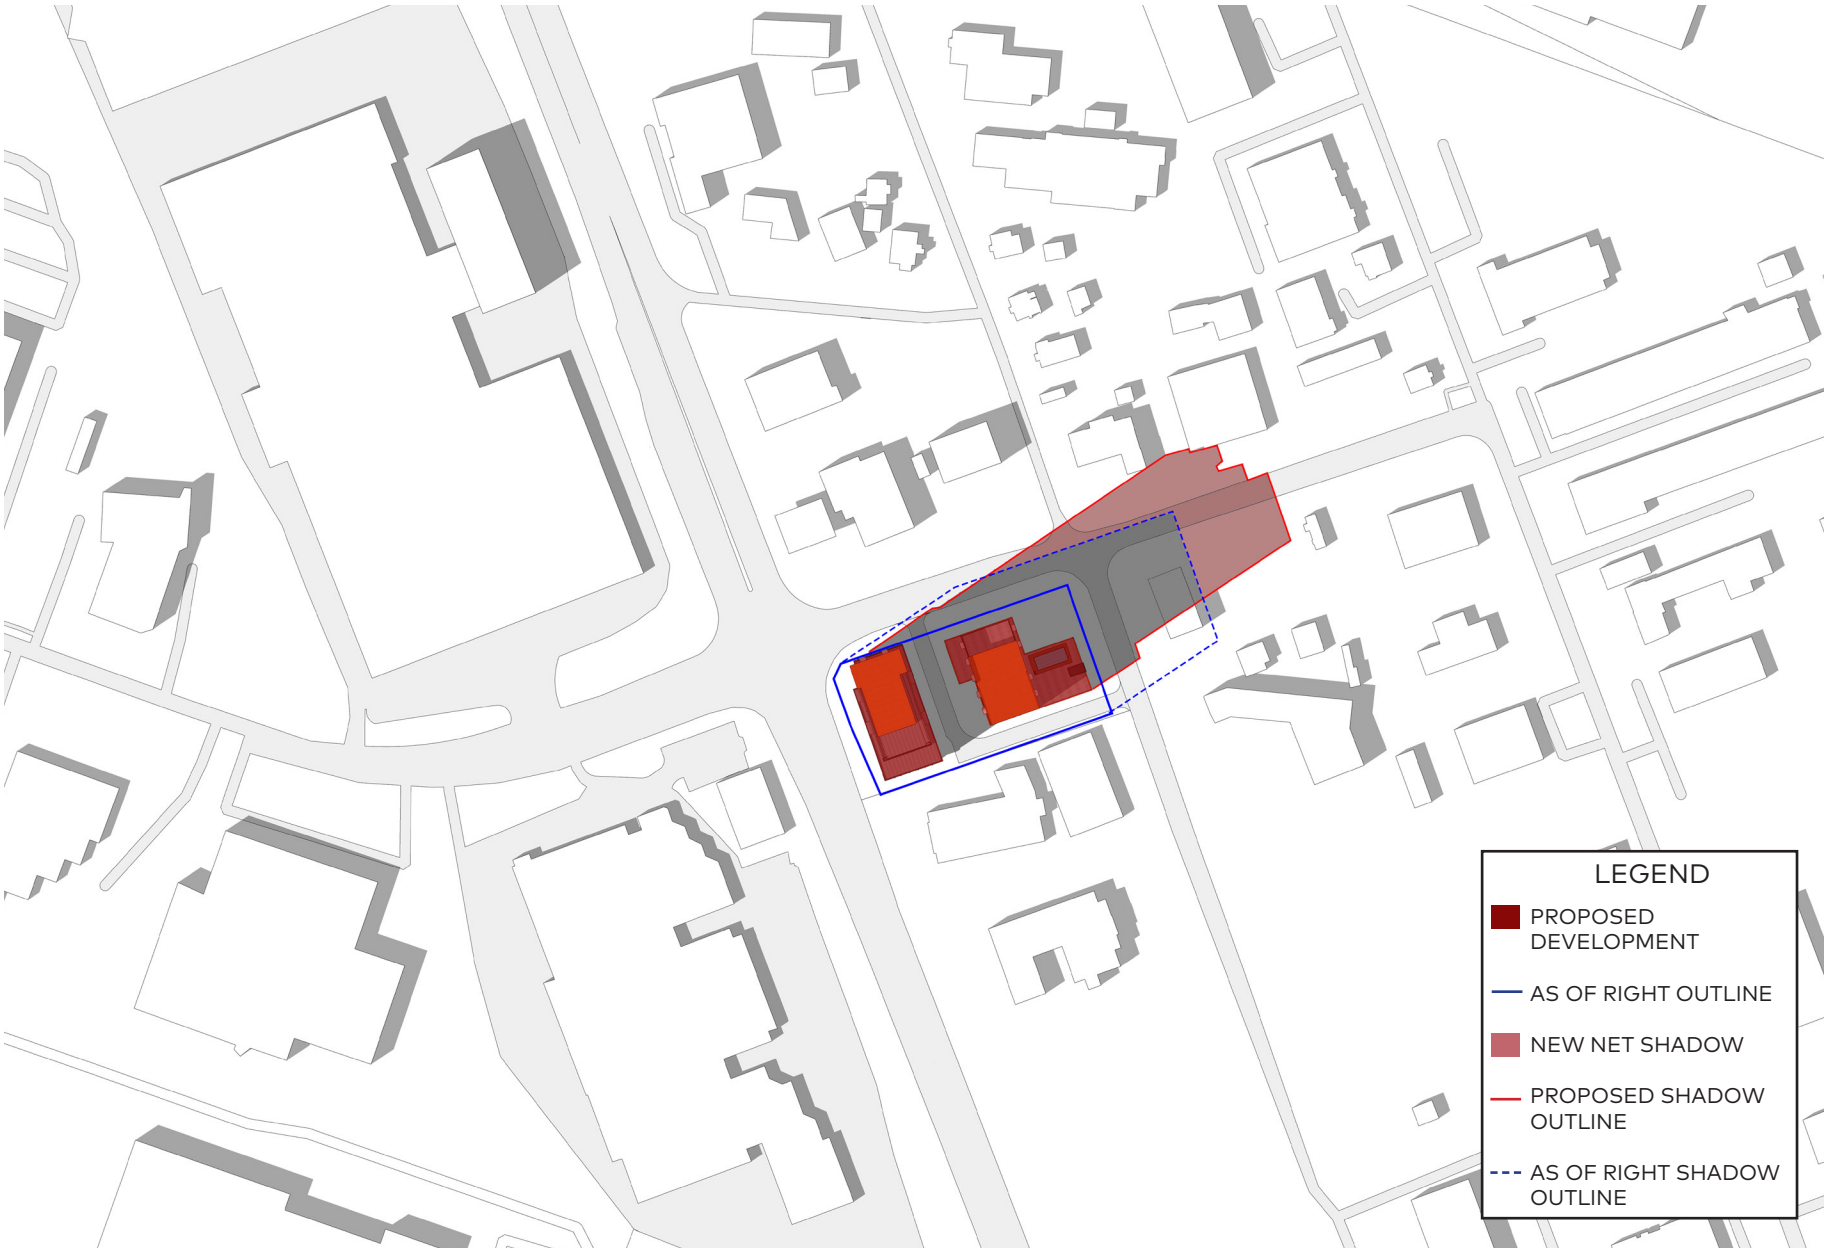 LEGEND
PROPOSED
DEVELOPMENT
AS OF RIGHT OUTLINE
NEW NET SHADOW
PROPOSED SHADOW
OUTLINE
AS OF RIGHT SHADOW
OUTLINE